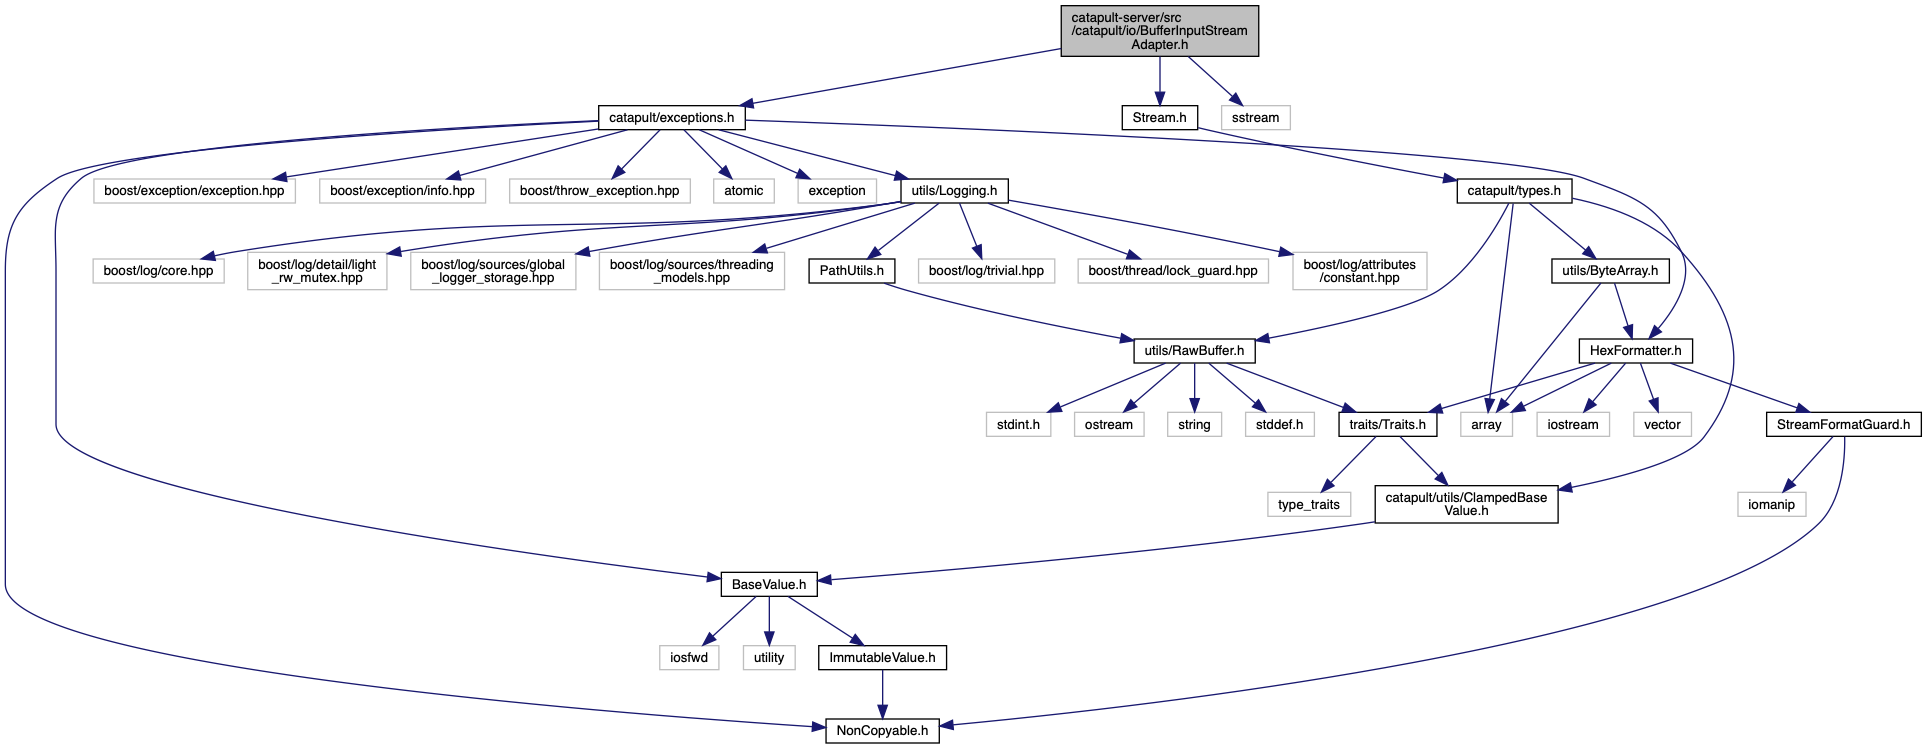 catapult-server/src
/catapult/io/BufferInputStream
Adapter.h
catapult/exceptions.h
Stream.h
sstream
boost/exception/exception.hpp
boost/exception/info.hpp
boost/throw_exception.hpp
atomic
exception
utils/Logging.h
catapult/types.h
boost/log/core.hpp
boost/log/detail/light
_rw_mutex.hpp
boost/log/sources/global
_logger_storage.hpp
boost/log/sources/threading
_models.hpp
PathUtils.h
boost/log/trivial.hpp
boost/thread/lock_guard.hpp
boost/log/attributes
/constant.hpp
utils/ByteArray.h
utils/RawBuffer.h
HexFormatter.h
stdint.h
ostream
string
stddef.h
traits/Traits.h
array
iostream
vector
StreamFormatGuard.h
type_traits
catapult/utils/ClampedBase
Value.h
iomanip
BaseValue.h
iosfwd
utility
ImmutableValue.h
NonCopyable.h